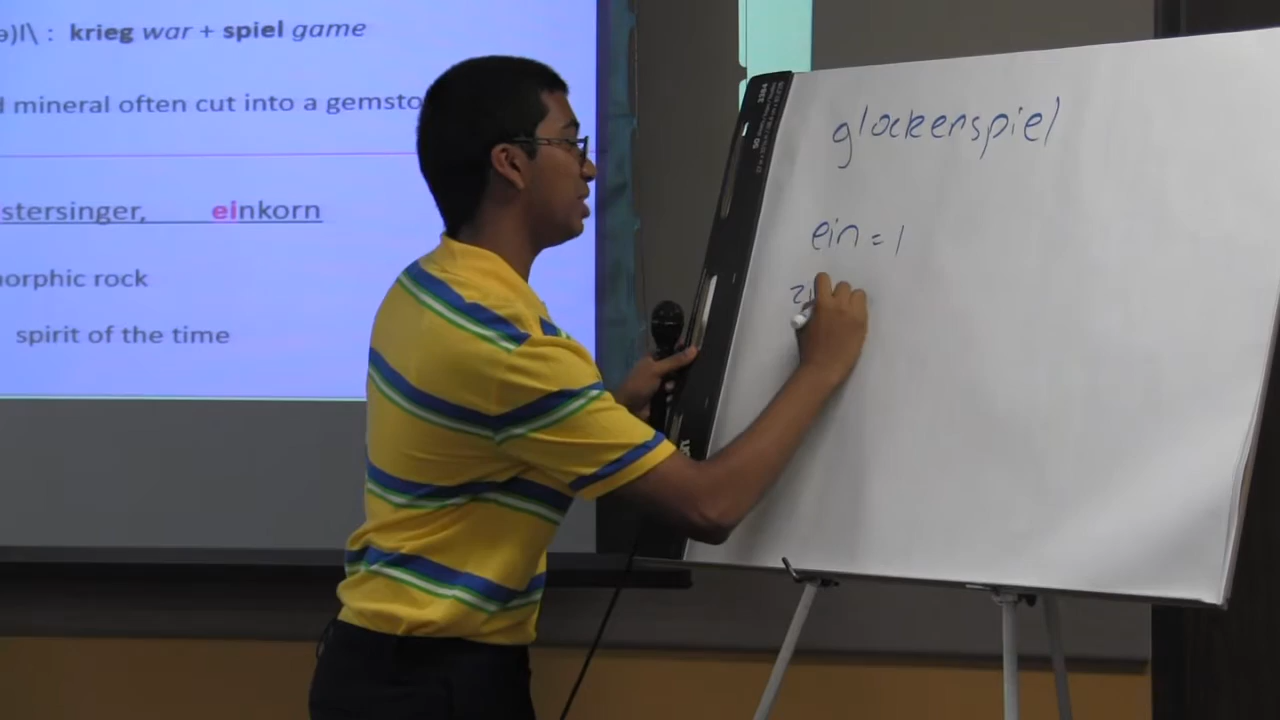 ə)l\ : krieg war + spiel game
d mineral often cut into a gemsto
stersinger, einkorn
norphic rock
spirit of the time
glockenspiel
ein = 1